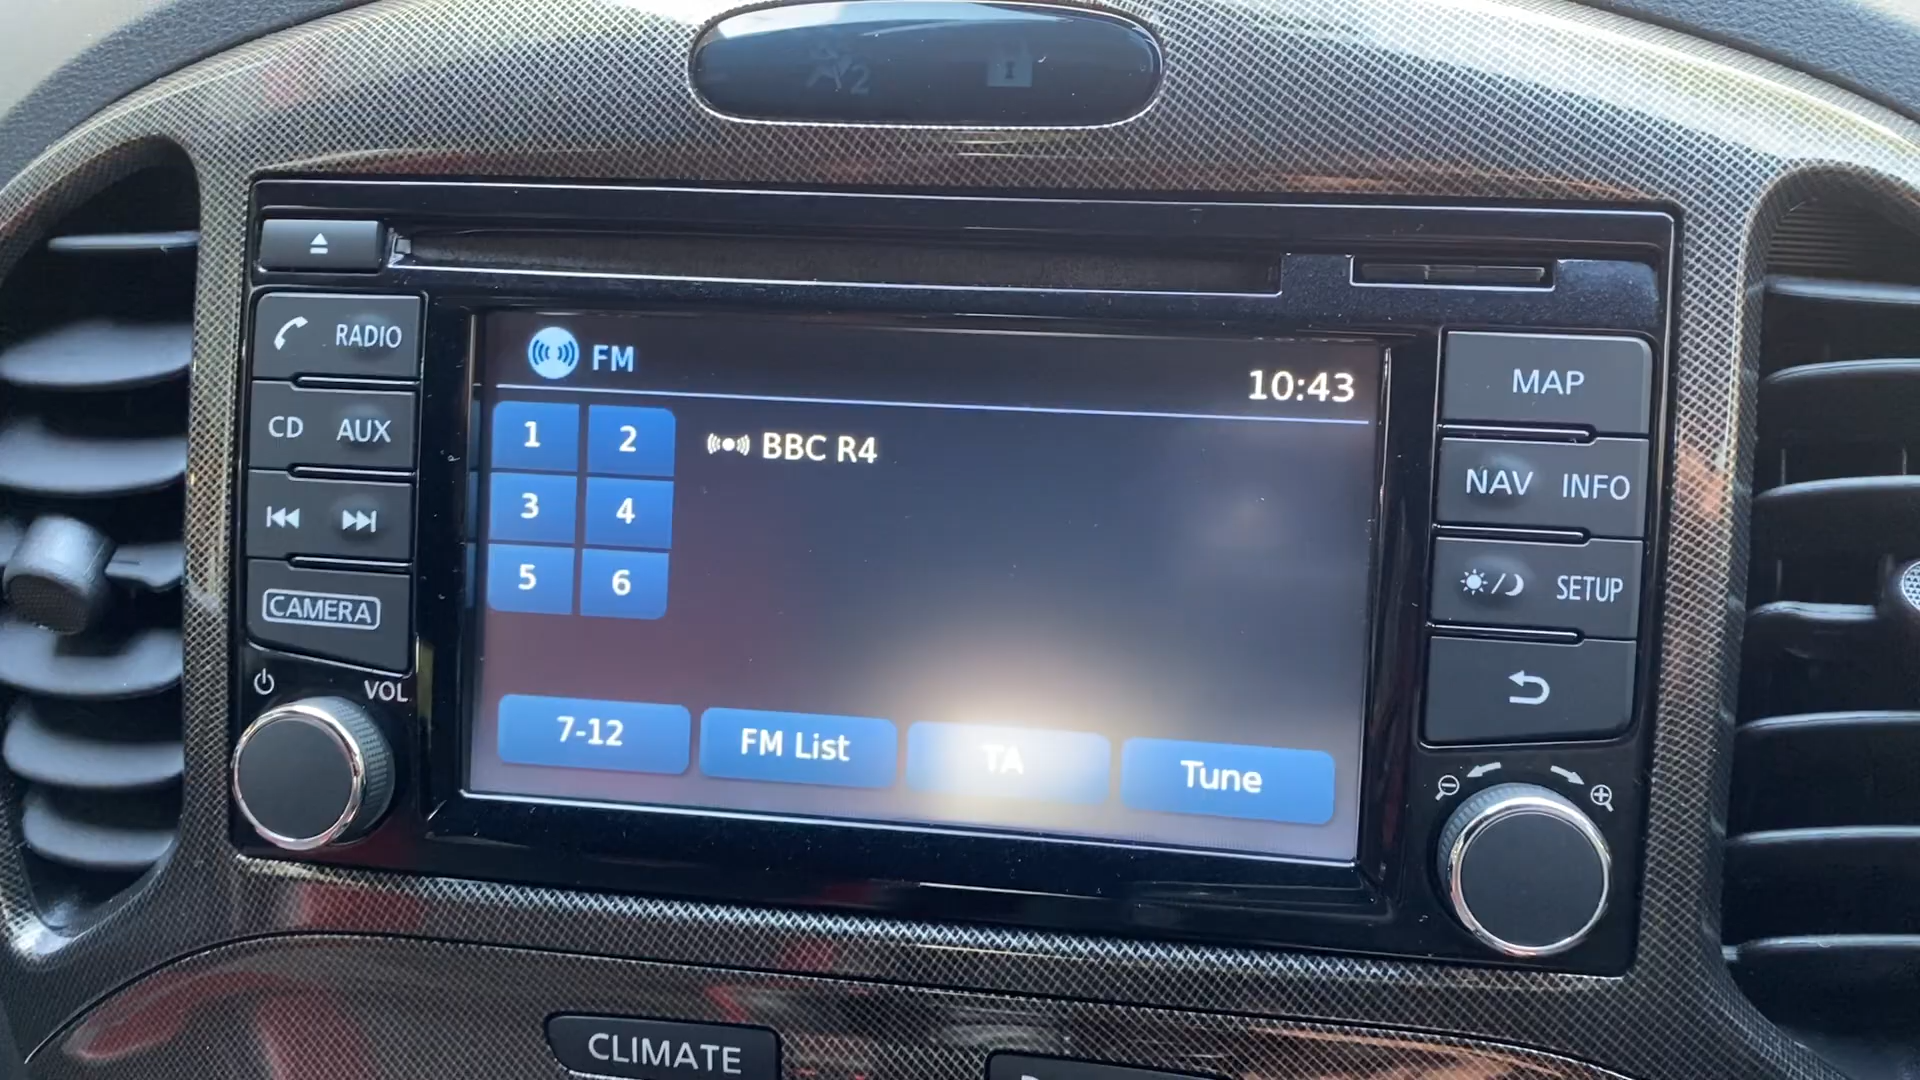 2
RADIO
CD AUX
CAMERA
VOL
FM
10:43
1 2
BBC R4
3 4
5 6
7-12 FM List TA Tune
MAP
NAV INFO
SETUP
CLIMATE